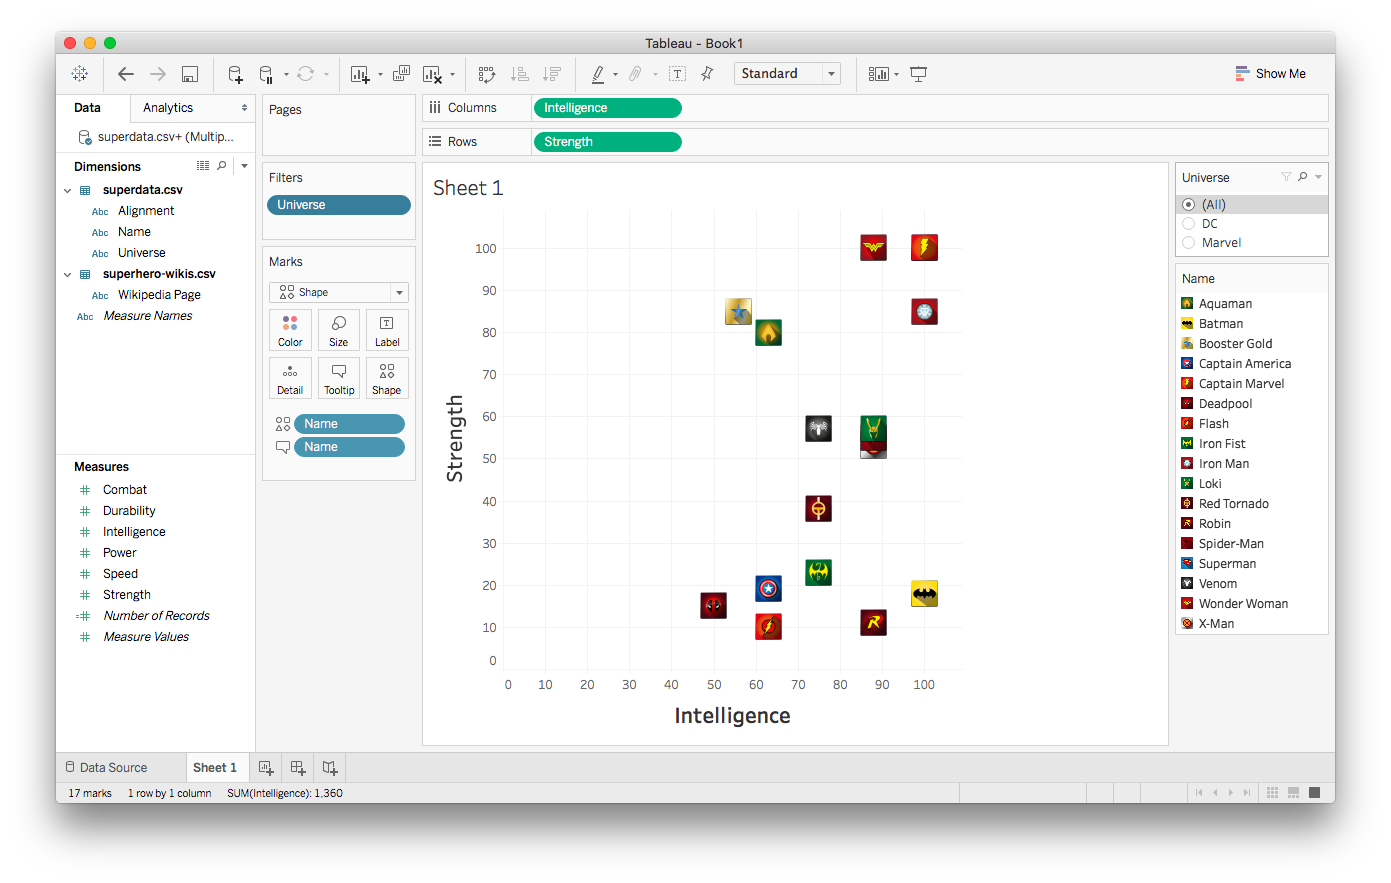 Tableau - Book1
Standard
Show Me
Data
Analytics
superdata.csv+ (Multip...
Dimensions
superdata.csv
Abc Alignment
Abc Name
Abc Universe
superhero-wikis.csv
Abc Wikipedia Page
Abc Measure Names
Measures
# Combat
# Durability
# Intelligence
# Power
# Speed
# Strength
=# Number of Records
# Measure Values
Pages
Filters
Universe
Marks
Shape
Color
Size
T
Label
Detail
Tooltip
Shape
Name
Name
Columns
Intelligence
Rows
Strength
Sheet 1
Strength
100
90
80
70
60
50
40
30
20
10
0
0 10 20 30 40 50 60 70 80 90 100
Intelligence
Universe
(All)
DC
Marvel
Name
Aquaman
Batman
Booster Gold
Captain America
Captain Marvel
Deadpool
Flash
Iron Fist
Iron Man
Loki
Red Tornado
Robin
Spider-Man
Superman
Venom
Wonder Woman
X-Man
Data Source
Sheet 1
17 marks
1 row by 1 column
SUM(Intelligence): 1,360